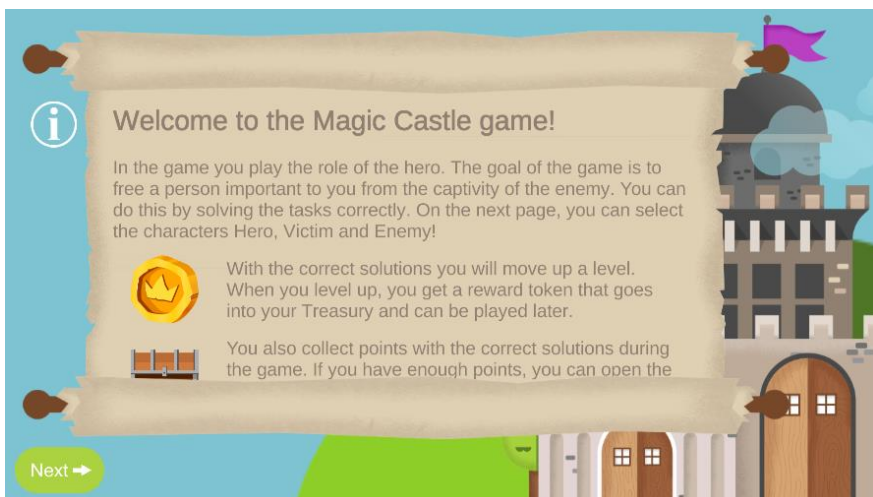 Welcome to the Magic Castle game!
In the game you play the role of the hero. The goal of the game is to
free a person important to you from the captivity of the enemy. You can
do this by solving the tasks correctly. On the next page, you can select
the characters Hero, Victim and Enemy!
With the correct solutions you will move up a level.
When you level up, you get a reward token that goes
into your Treasury and can be played later.
You also collect points with the correct solutions during
the game. If you have enough points, you can open the
Next